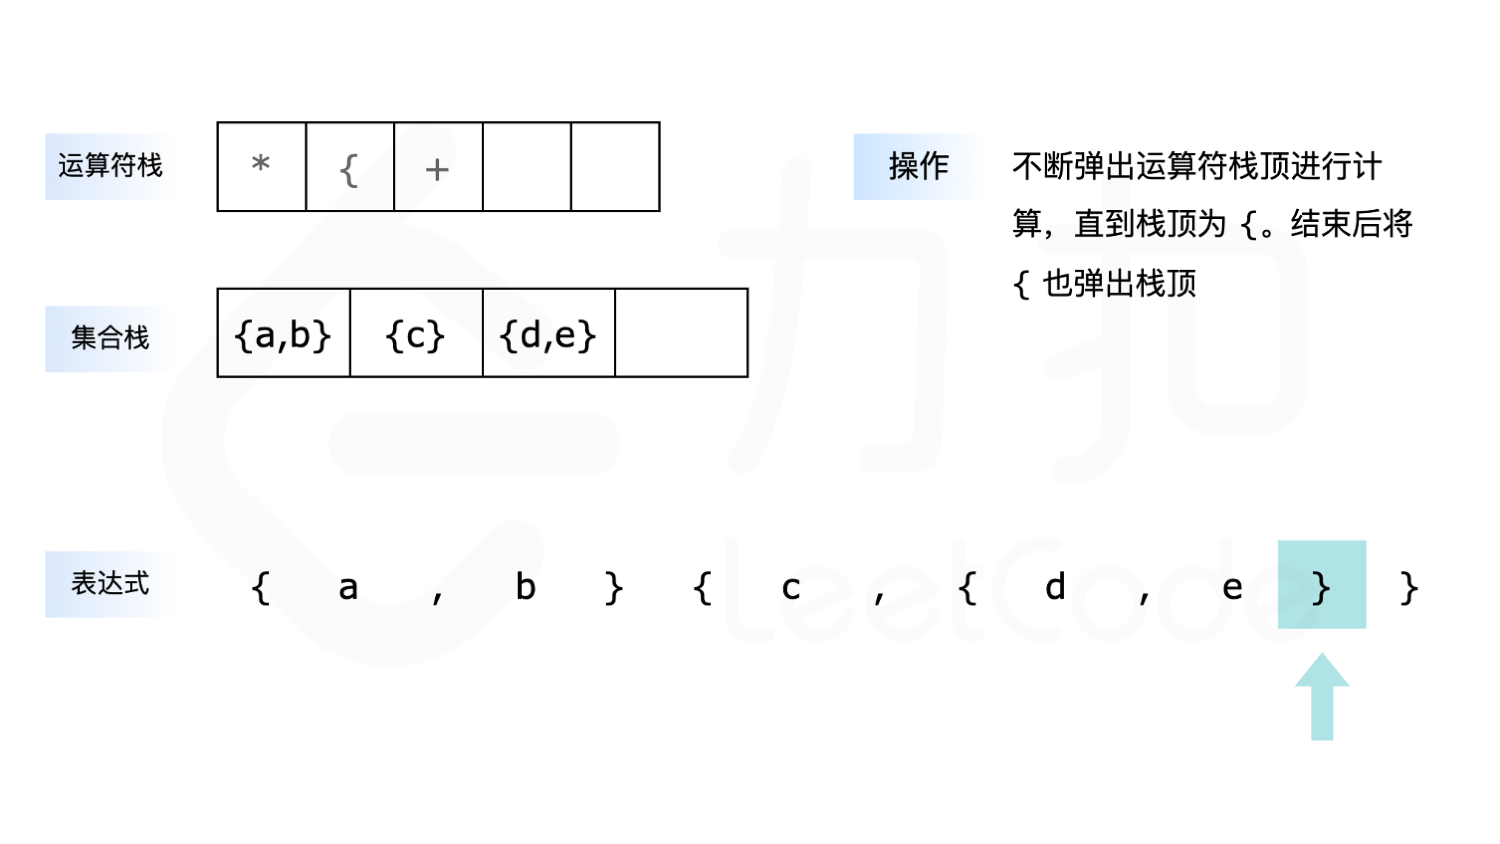 运算符栈 * { +
操作 不断弹出运算符栈顶进行计
算，直到栈顶为 {。结束后将
{ 也弹出栈顶
集合栈 {a,b} {c} {d,e}
表达式 { a , b } { c , { d , e } }
力扣
LeetCode